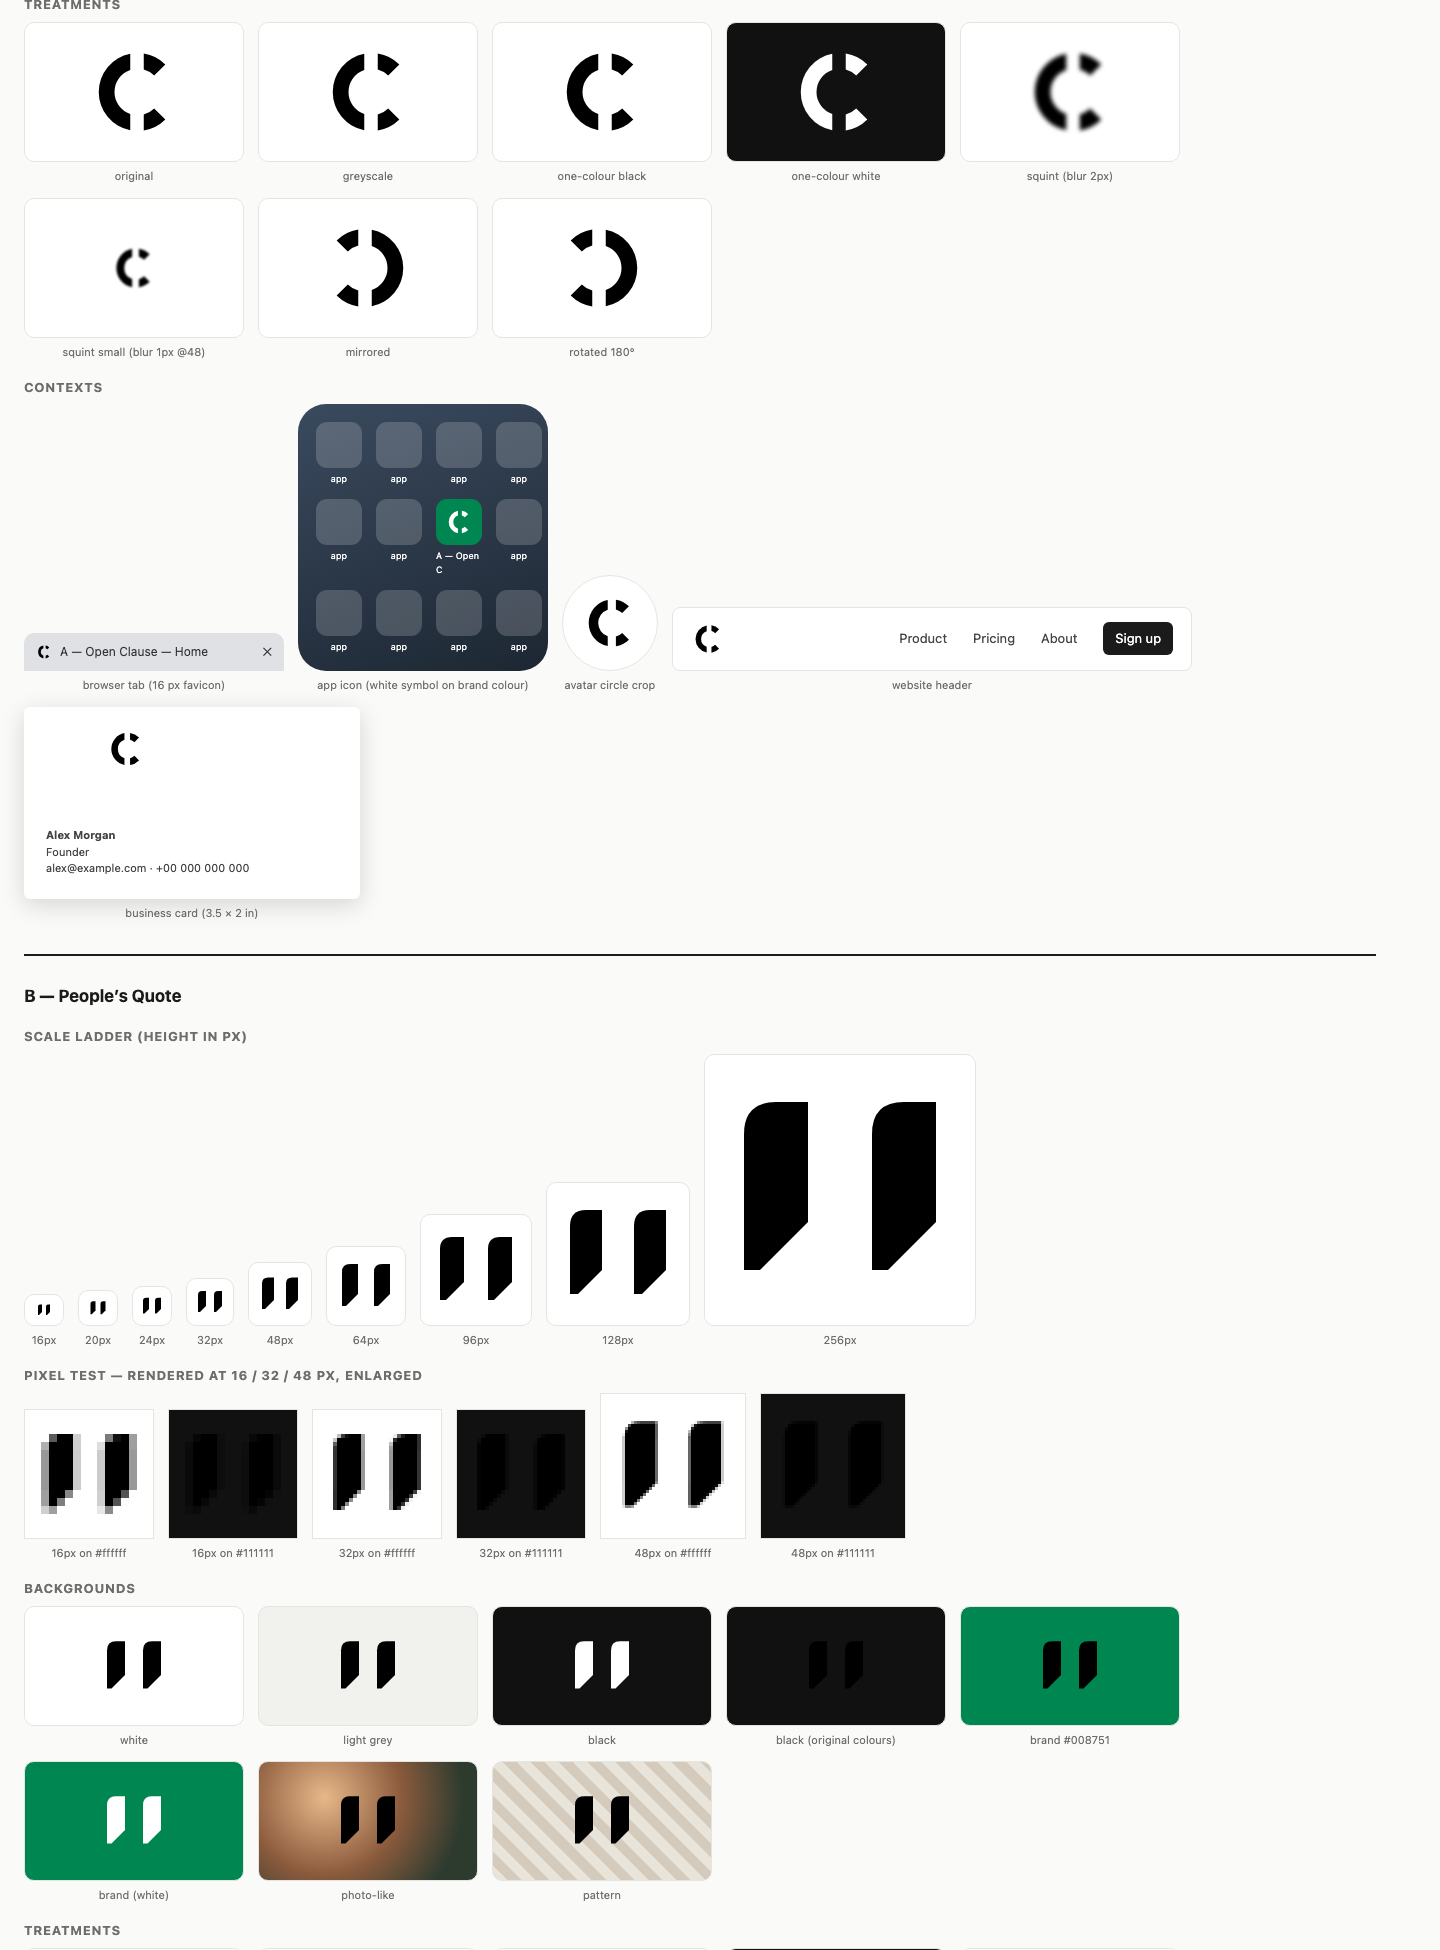 TREATMENTS
original
greyscale
one-colour black
one-colour white
squint (blur 2px)
squint small (blur 1px @48)
mirrored
rotated 180°
CONTEXTS
app
app
app
app
app
app
A — Open
C
app
app
app
app
app
A — Open Clause — Home
Product
Pricing
About
Sign up
browser tab (16 px favicon)
app icon (white symbol on brand colour)
avatar circle crop
website header
Alex Morgan
Founder
alex@example.com · +00 000 000 000
business card (3.5 × 2 in)
B — People’s Quote
SCALE LADDER (HEIGHT IN PX)
16px
20px
24px
32px
48px
64px
96px
128px
256px
PIXEL TEST — RENDERED AT 16 / 32 / 48 PX, ENLARGED
16px on #ffffff
16px on #111111
32px on #ffffff
32px on #111111
48px on #ffffff
48px on #111111
BACKGROUNDS
white
light grey
black
black (original colours)
brand #008751
brand (white)
photo-like
pattern
TREATMENTS